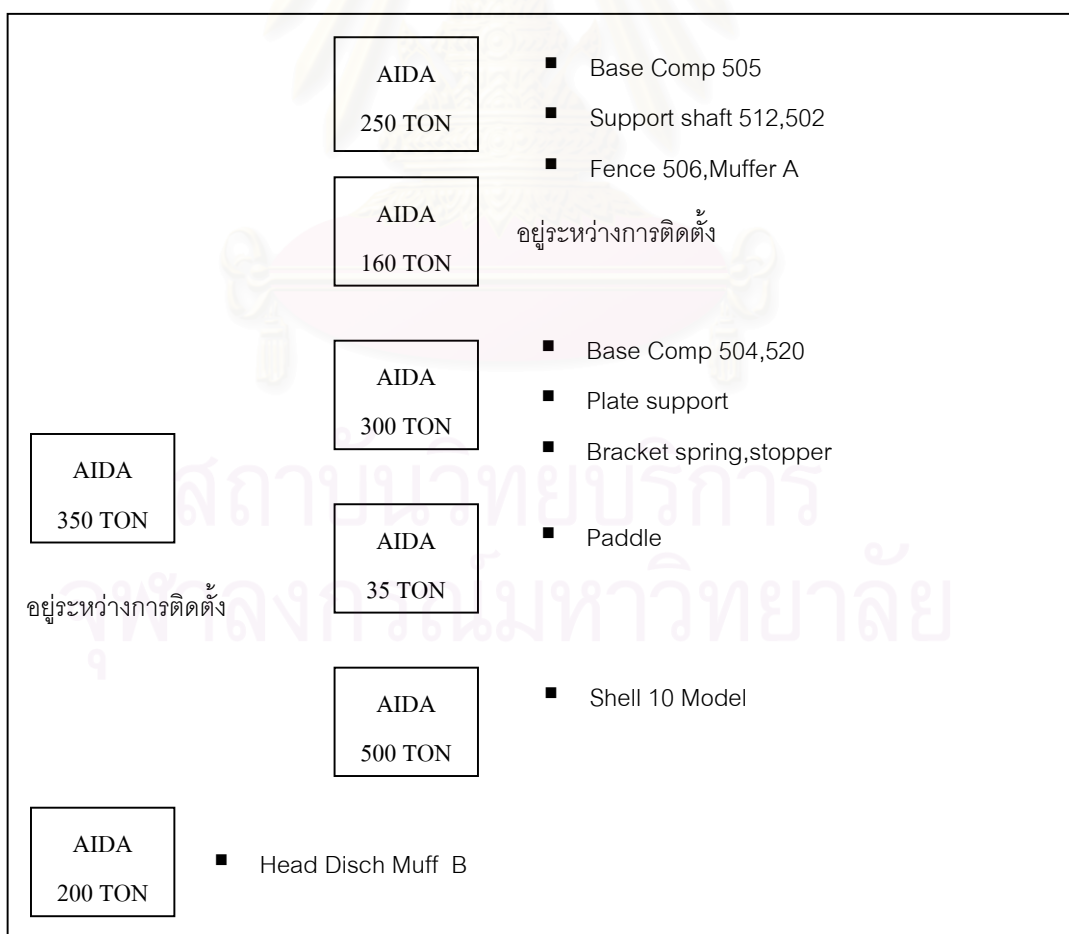 AIDA
250 TON
▪ Base Comp 505
▪ Support shaft 512,502
▪ Fence 506,Muffer A
AIDA
160 TON
อยู่ระหว่างการติดตั้ง
AIDA
300 TON
▪ Base Comp 504,520
▪ Plate support
▪ Bracket spring,stopper
AIDA
350 TON
อยู่ระหว่างการติดตั้ง
AIDA
35 TON
▪ Paddle
AIDA
500 TON
▪ Shell 10 Model
AIDA
200 TON
▪ Head Disch Muff B
สถาบันวิทยบริการ
จุฬาลงกรณ์มหาวิทยาลัย